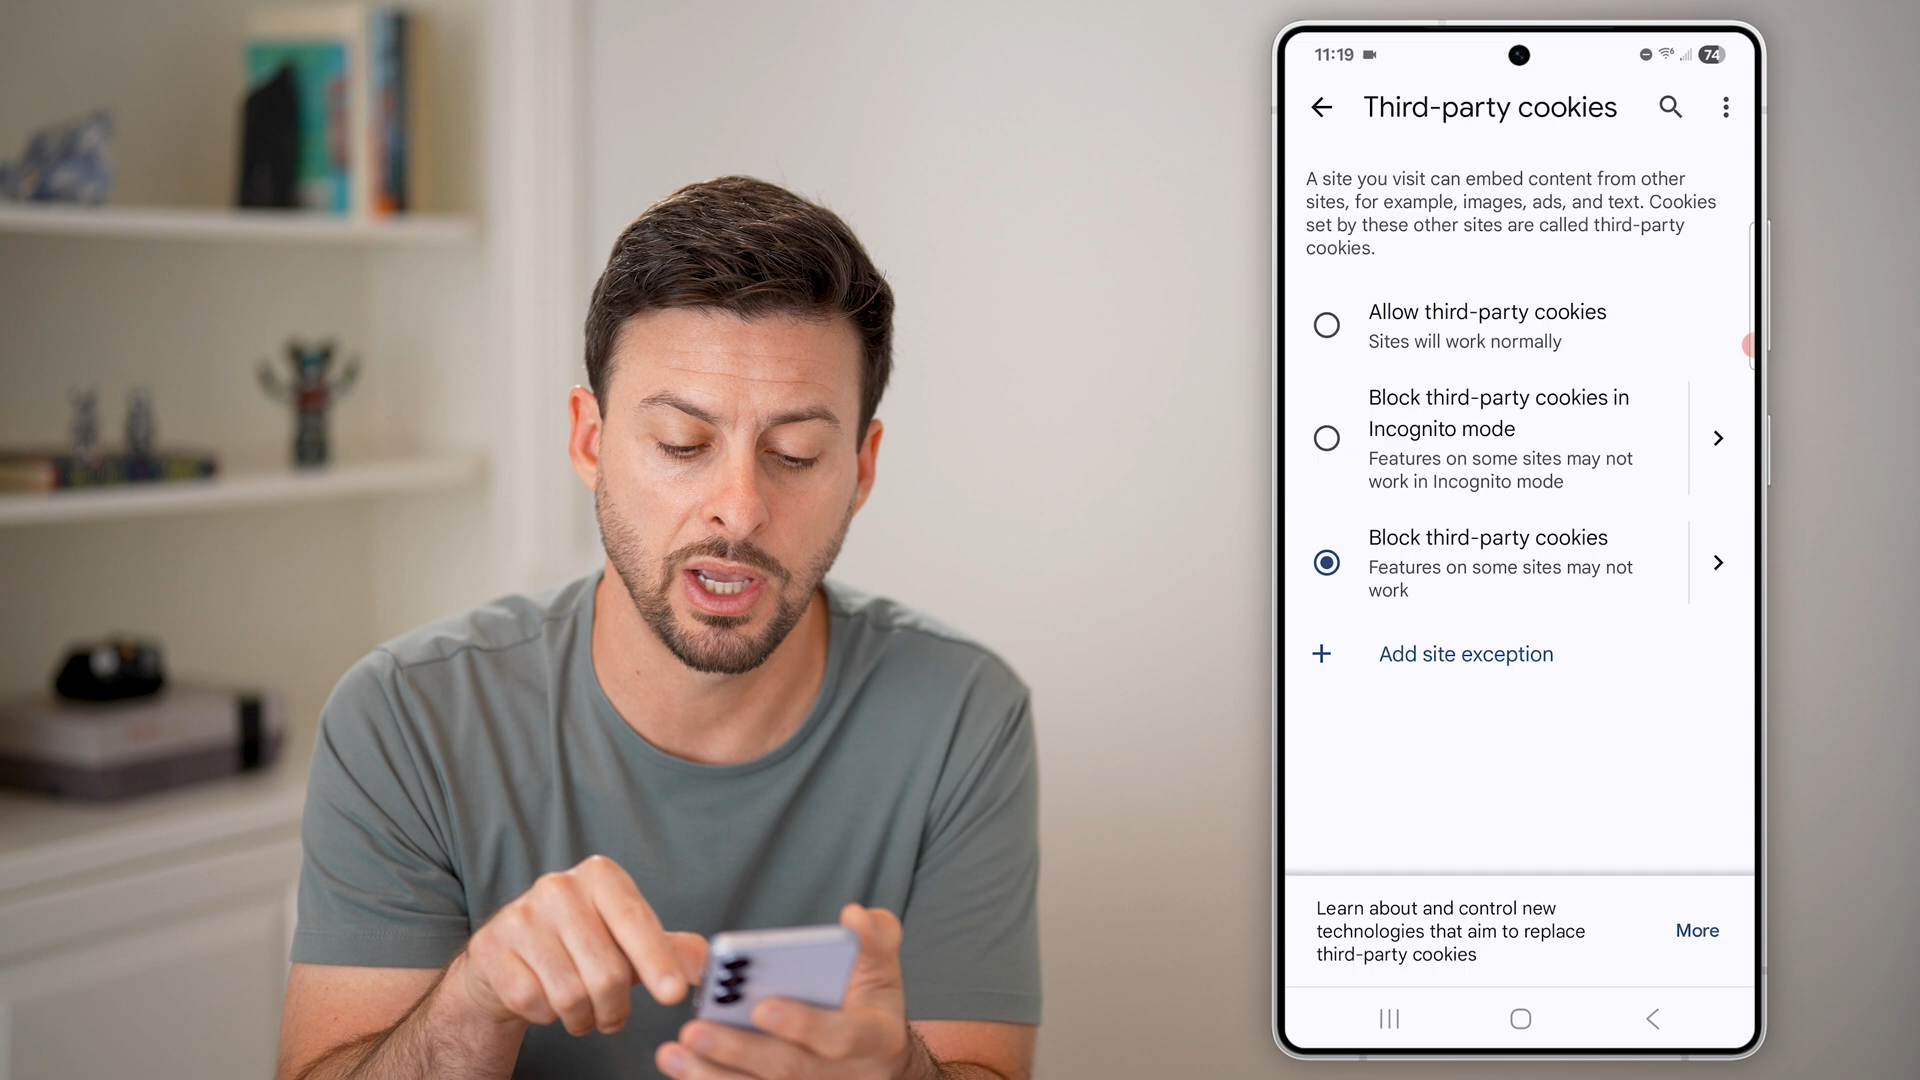 11:19
74
Third-party cookies
A site you visit can embed content from other
sites, for example, images, ads, and text. Cookies
set by these other sites are called third-party
cookies.
Allow third-party cookies
Sites will work normally
Block third-party cookies in
Incognito mode
Features on some sites may not
work in Incognito mode
Block third-party cookies
Features on some sites may not
work
+ Add site exception
Learn about and control new
technologies that aim to replace
third-party cookies
More